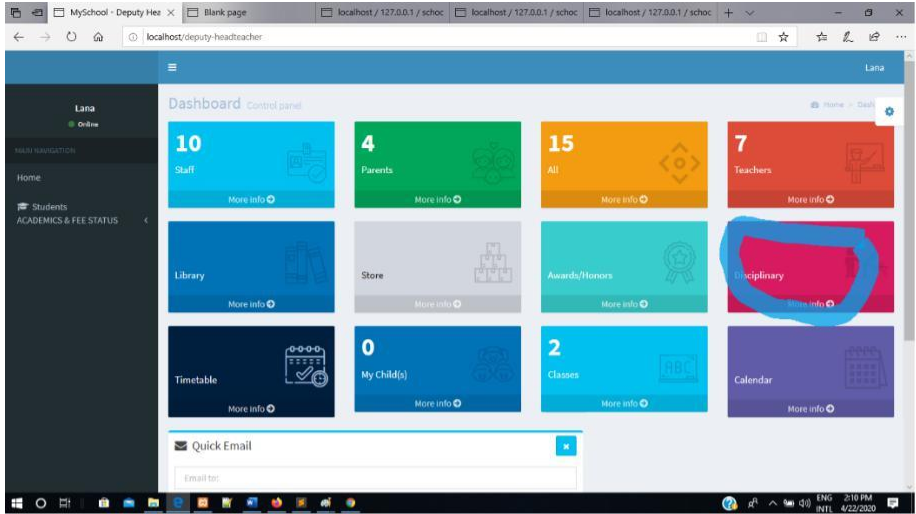 MySchool - Deputy Hea
Blank page
localhost / 127.0.0.1 / schoc
localhost / 127.0.0.1 / schoc
localhost / 127.0.0.1 / schoc
localhost/deputy-headteacher
Lana
Lana
Online
MAIN NAVIGATION
Home
Students
ACADEMICS & FEE STATUS
Dashboard Control panel
Home >
10
Staff
More info
4
Parents
More info
15
All
More info
7
Teachers
More info
Library
More info
Store
More info
Awards/Honors
More info
Disciplinary
More info
Timetable
More info
0
My Child(s)
More info
2
Classes
ABC
More info
Calendar
More info
Quick Email
Email to:
ENG
INTL
2:10 PM
4/22/2020